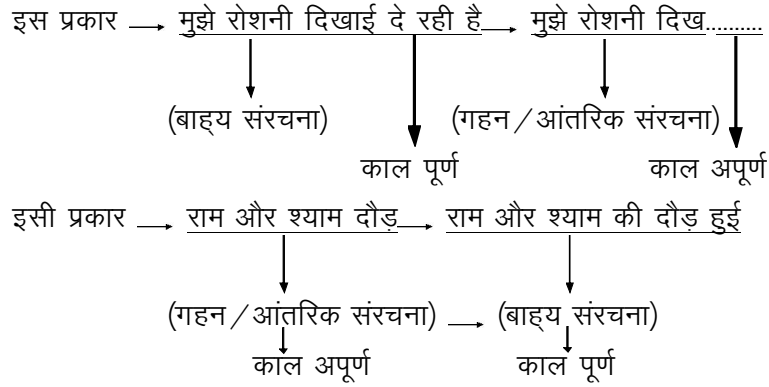 इस प्रकार → मुझे रोशनी दिखाई दे रही है → मुझे रोशनी दिख.........
(बाह्य संरचना) (गहन/आंतरिक संरचना)
काल पूर्ण काल अपूर्ण
इसी प्रकार → राम और श्याम दौड़ → राम और श्याम की दौड़ हुई
(गहन/आंतरिक संरचना) → (बाह्य संरचना)
काल अपूर्ण काल पूर्ण